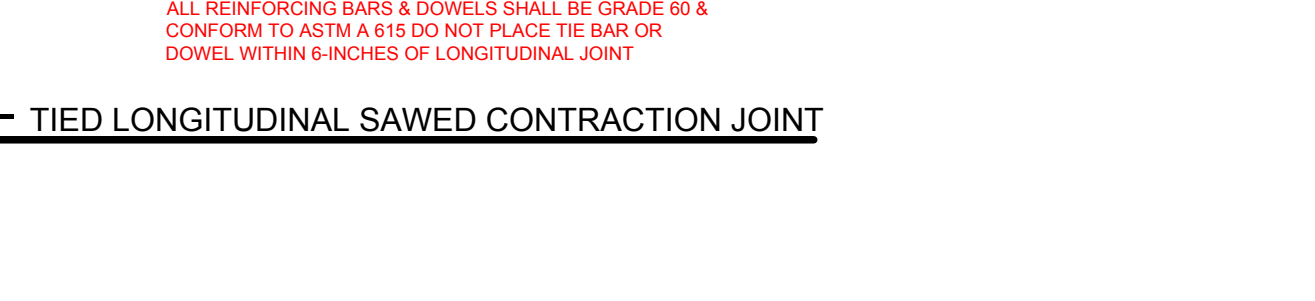 ALL REINFORCING BARS & DOWELS SHALL BE GRADE 60 &
CONFORM TO ASTM A 615 DO NOT PLACE TIE BAR OR
DOWEL WITHIN 6-INCHES OF LONGITUDINAL JOINT
- TIED LONGITUDINAL SAWED CONTRACTION JOINT